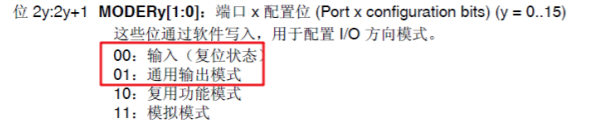 位 2y:2y+1 MODERy[1:0]：端口 x 配置位 (Port x configuration bits) (y = 0..15)
这些位通过软件写入，用于配置 I/O 方向模式。
00：输入（复位状态）
01：通用输出模式
10：复用功能模式
11：模拟模式